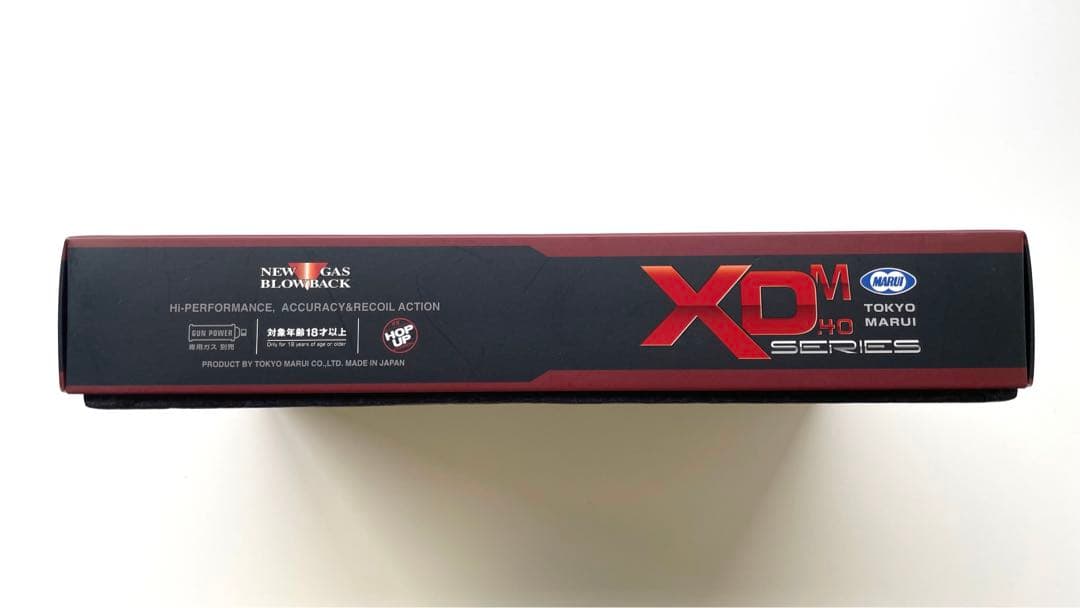 NEW GAS
BLOWBACK
HI-PERFORMANCE, ACCURACY&RECOIL ACTION
GUN POWER
専用ガス 別売
対象年齢18才以上
Only for 18 years of age or older
HOP
UP
PRODUCT BY TOKYO MARUI CO.,LTD. MADE IN JAPAN
XDM
.40
SERIES
MARUI
TOKYO
MARUI